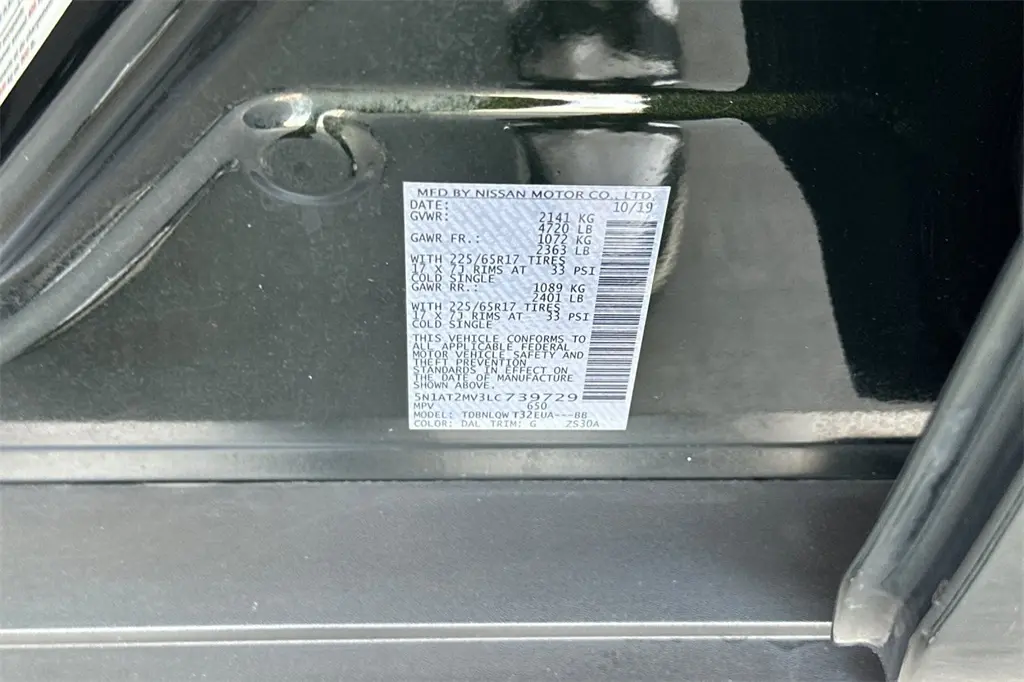 MFD BY NISSAN MOTOR CO., LTD.
DATE: 10/19
GVWR: 2141 KG
4720 LB
GAWR FR.: 1072 KG
2363 LB
WITH 225/65R17 TIRES
17 X 7J RIMS AT 33 PSI
COLD SINGLE
GAWR RR.: 1089 KG
2401 LB
WITH 225/65R17 TIRES
17 X 7J RIMS AT 33 PSI
COLD SINGLE
THIS VEHICLE CONFORMS TO
ALL APPLICABLE FEDERAL
MOTOR VEHICLE SAFETY AND
THEFT PREVENTION
STANDARDS IN EFFECT ON
THE DATE OF MANUFACTURE
SHOWN ABOVE.
5N1AT2MV3LC739729
MPV 650
MODEL: TDBNLQW T32EUA---BB
COLOR: DAL TRIM: G ZS30A